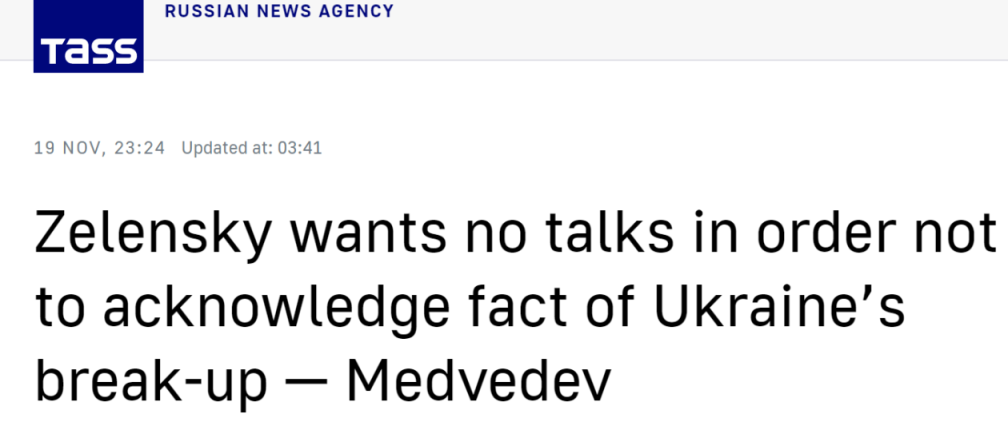 RUSSIAN NEWS AGENCY
TASS
19 NOV, 23:24 Updated at: 03:41
Zelensky wants no talks in order not
to acknowledge fact of Ukraine’s
break-up — Medvedev